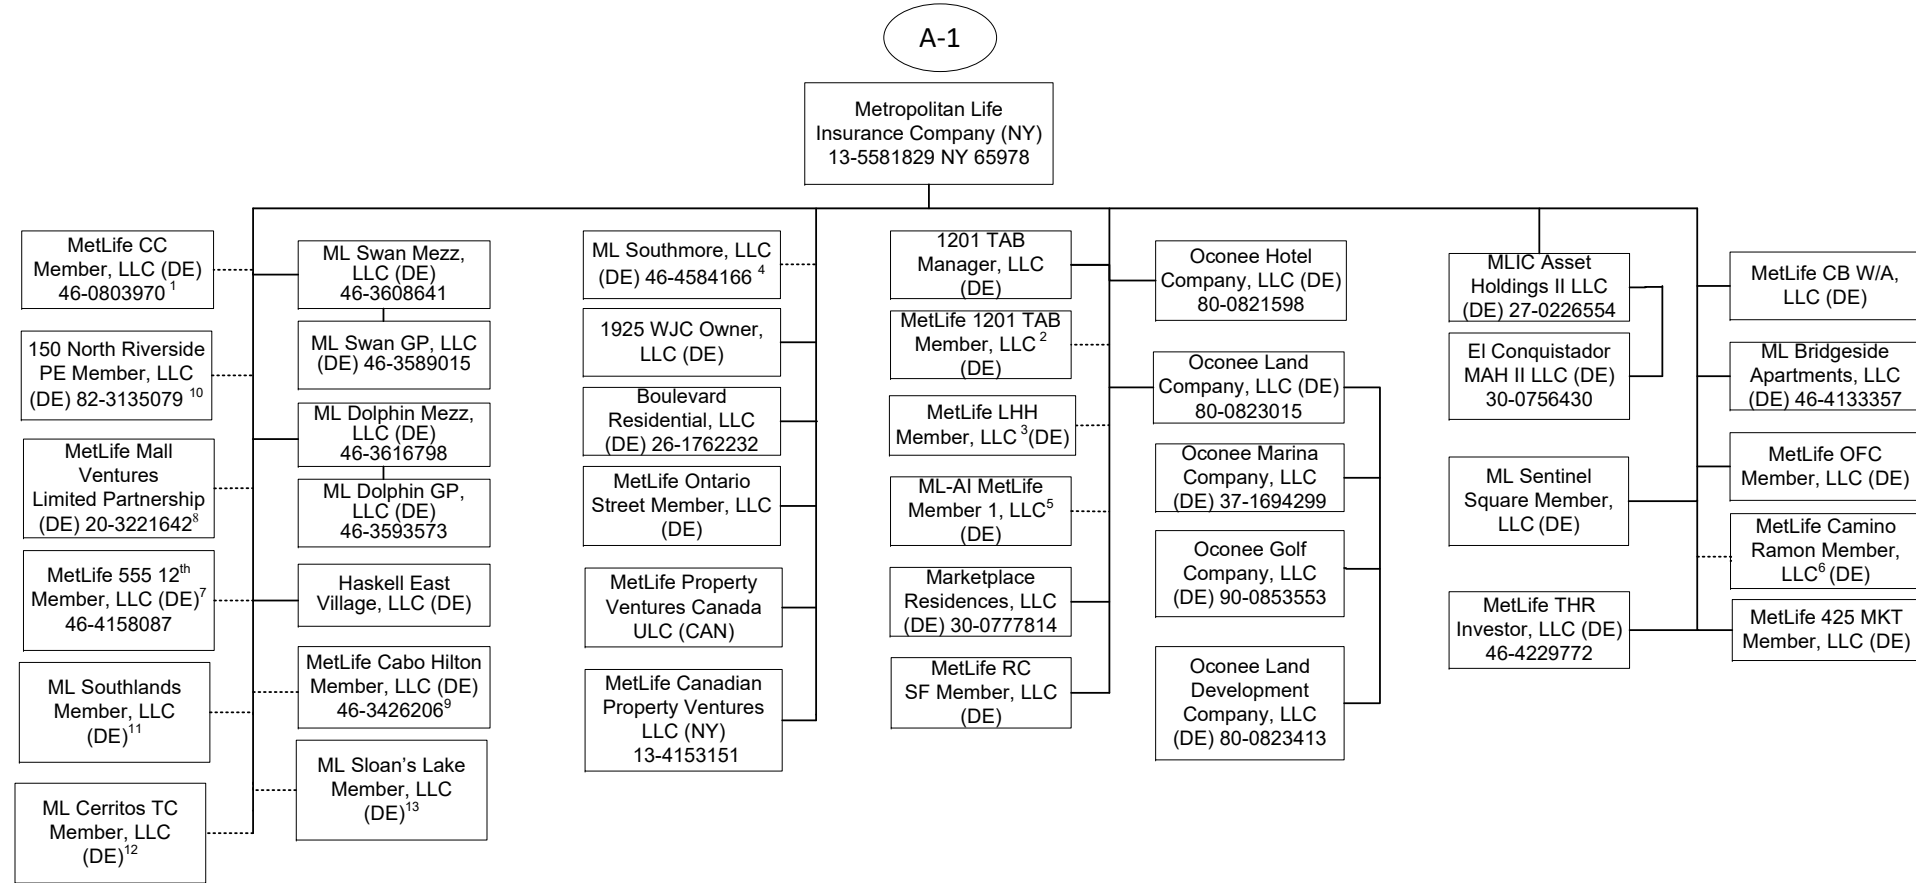 A-1
Metropolitan Life
Insurance Company (NY)
13-5581829 NY 65978
MetLife CC
Member, LLC (DE)
46-0803970 1
150 North Riverside
PE Member, LLC
(DE) 82-3135079 10
MetLife Mall
Ventures
Limited Partnership
(DE) 20-3221642 8
MetLife 555 12th
Member, LLC (DE)7
46-4158087
ML Southlands
Member, LLC
(DE)11
ML Cerritos TC
Member, LLC
(DE)12
ML Swan Mezz,
LLC (DE)
46-3608641
ML Swan GP, LLC
(DE) 46-3589015
ML Dolphin Mezz,
LLC (DE)
46-3616798
ML Dolphin GP,
LLC (DE)
46-3593573
Haskell East
Village, LLC (DE)
MetLife Cabo Hilton
Member, LLC (DE)
46-34262069
ML Sloan’s Lake
Member, LLC
(DE)13
ML Southmore, LLC
(DE) 46-4584166 4
1925 WJC Owner,
LLC (DE)
Boulevard
Residential, LLC
(DE) 26-1762232
MetLife Ontario
Street Member, LLC
(DE)
MetLife Property
Ventures Canada
ULC (CAN)
MetLife Canadian
Property Ventures
LLC (NY)
13-4153151
1201 TAB
Manager, LLC
(DE)
MetLife 1201 TAB
Member, LLC 2
(DE)
MetLife LHH
Member, LLC 3(DE)
ML-AI MetLife
Member 1, LLC5
(DE)
Marketplace
Residences, LLC
(DE) 30-0777814
MetLife RC
SF Member, LLC
(DE)
Oconee Hotel
Company, LLC (DE)
80-0821598
Oconee Land
Company, LLC (DE)
80-0823015
Oconee Marina
Company, LLC
(DE) 37-1694299
Oconee Golf
Company, LLC
(DE) 90-0853553
Oconee Land
Development
Company, LLC
(DE) 80-0823413
MLIC Asset
Holdings II LLC
(DE) 27-0226554
El Conquistador
MAH II LLC (DE)
30-0756430
ML Sentinel
Square Member,
LLC (DE)
MetLife THR
Investor, LLC (DE)
46-4229772
MetLife CB W/A,
LLC (DE)
ML Bridgeside
Apartments, LLC
(DE) 46-4133357
MetLife OFC
Member, LLC (DE)
MetLife Camino
Ramon Member,
LLC6 (DE)
MetLife 425 MKT
Member, LLC (DE)